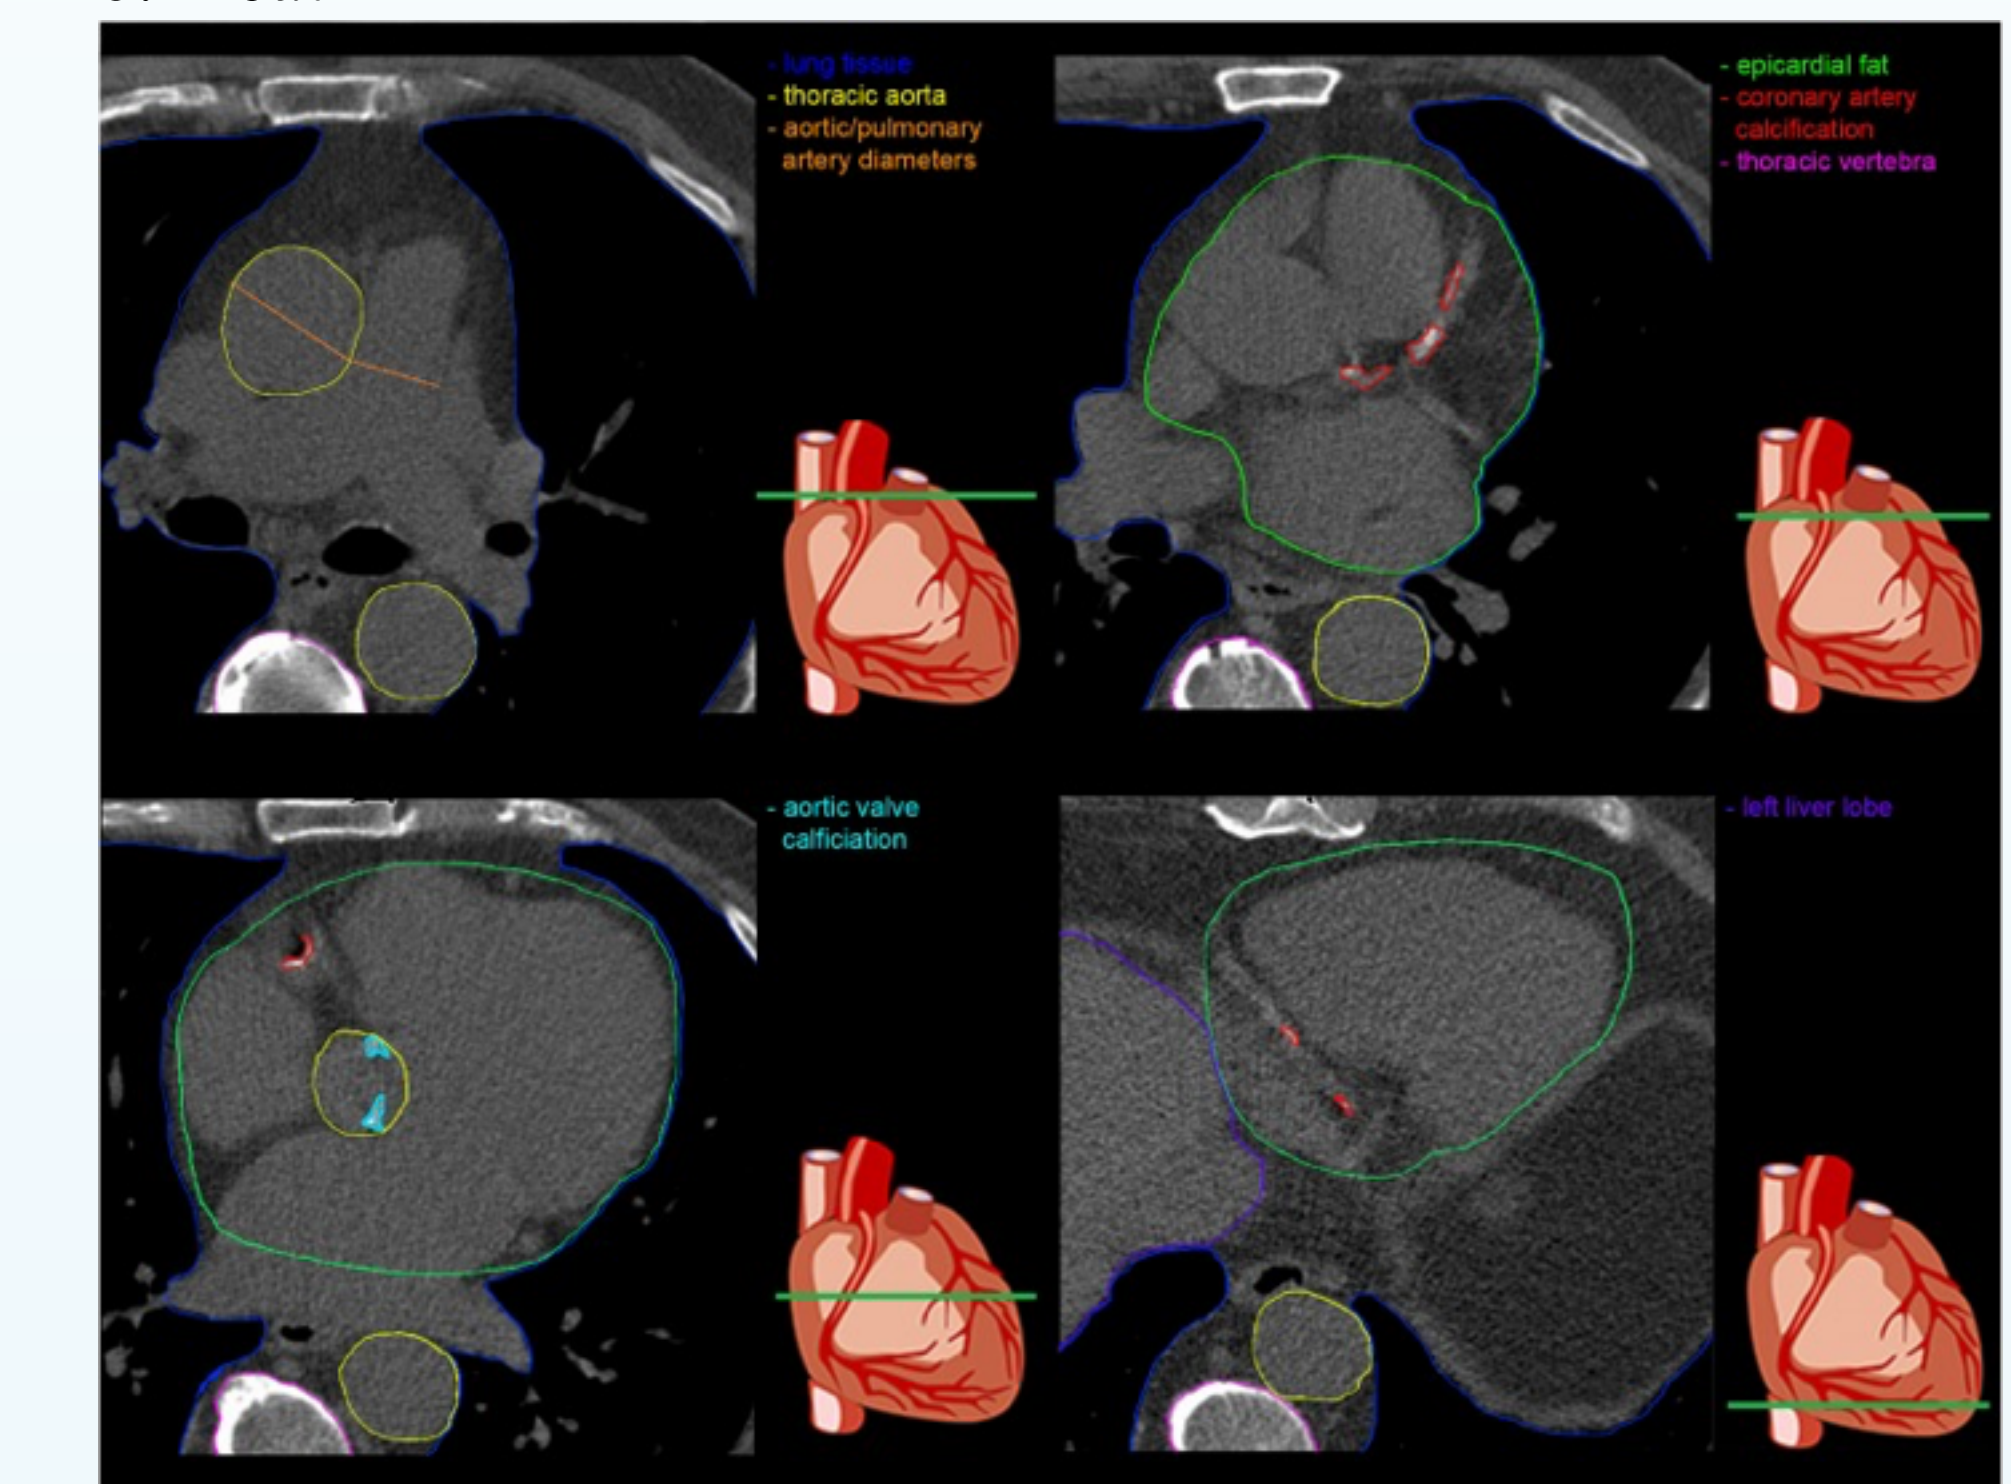 - lung tissue
- thoracic aorta
- aortic/pulmonary
artery diameters
- epicardial fat
- coronary artery
calcification
- thoracic vertebra
- aortic valve
calficiation
- left liver lobe